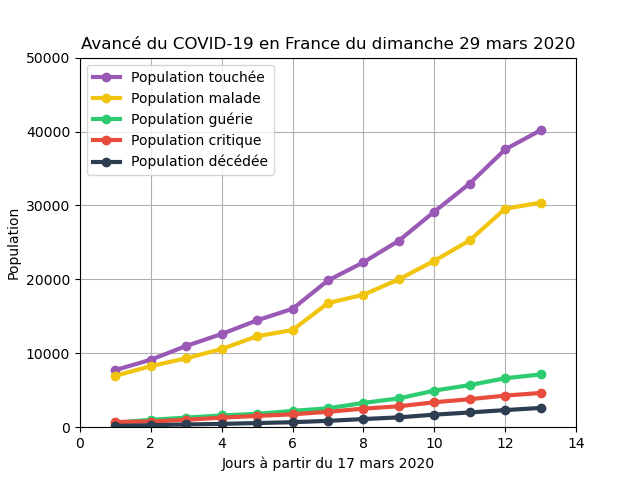 Avancé du COVID-19 en France du dimanche 29 mars 2020
50000
40000
30000
20000
10000
0
Population
Population touchée
Population malade
Population guérie
Population critique
Population décédée
0 2 4 6 8 10 12 14
Jours à partir du 17 mars 2020